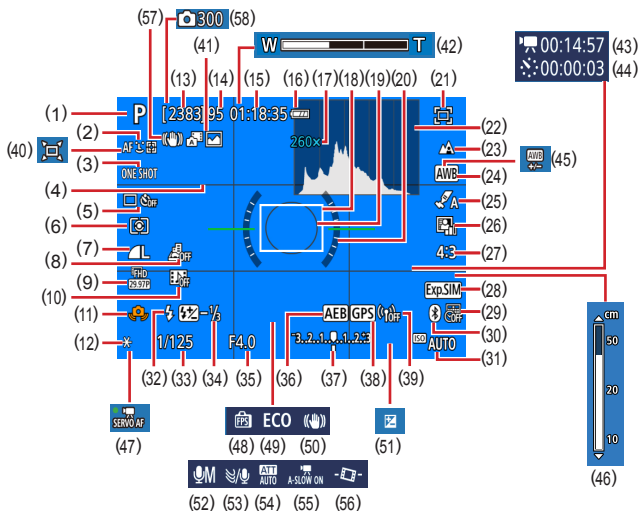 (57) 300 (58)
(41) W T (42) 00:14:57 (43)
(13) (14) (15) (16) (17) (18) (19) (20) (21) 00:00:03 (44)
(1) P [2383] 95 01:18:35 (22)
(2) AF 260×
(40) A (23)
(3) ONE SHOT AWB (24) AWB +/- (45)
(4) A (25)
(5) OFF
(6) (26)
(7) L 4:3 (27)
(8) OFF
(9) FHD 29.97P Exp.SIM (28)
(10) OFF OFF (29)
(11) AEB GPS OFF (30)
(12) * 1/125 F4.0 -3..2..1..0..1..2.:3 ISO AUTO (31) cm 50 20 10
(32) (33) -1/3 (34) (35) (36) (37) (38) (39)
SERVO AF FPS ECO
(47) (48) (49) (50) (51) (46)
M ATT AUTO A-SLOW ON
(52) (53) (54) (55) (56)